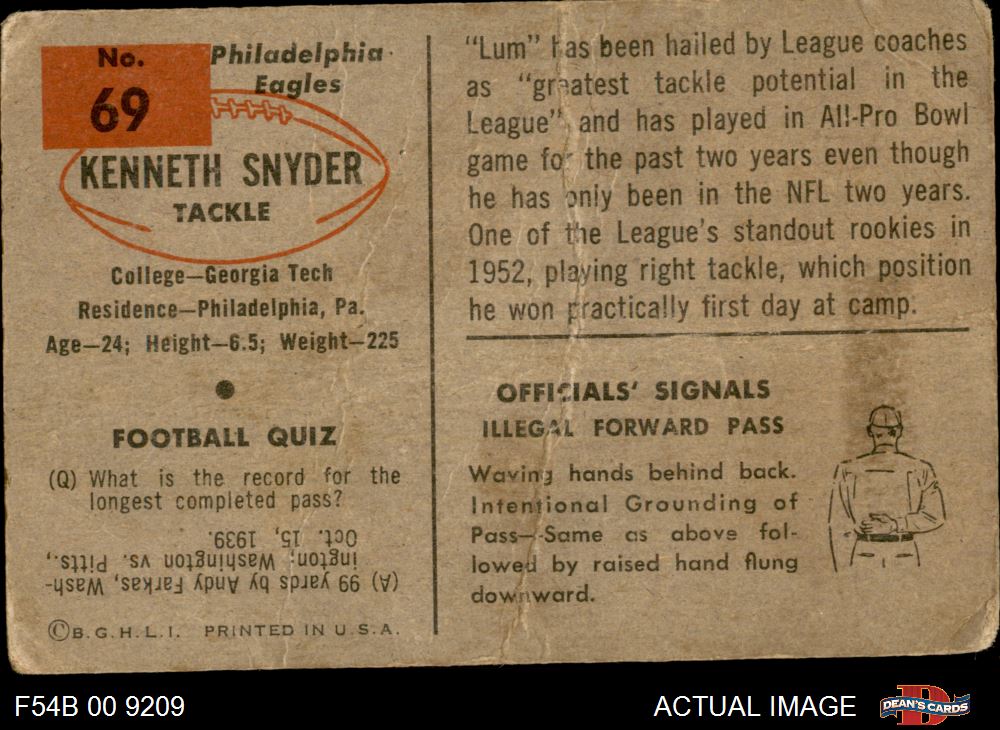 No.
69
Philadelphia
Eagles
KENNETH SNYDER
TACKLE
College—Georgia Tech
Residence—Philadelphia, Pa.
Age—24; Height—6.5; Weight—225
FOOTBALL QUIZ
(Q) What is the record for the
longest completed pass?
(A) 99 yards by Andy Farkas, Wash-
ington; Washington vs. Pitts.,
Oct. 15, 1939.
©B.G.H.L.I. PRINTED IN U.S.A.
"Lum" has been hailed by League coaches
as "greatest tackle potential in the
League" and has played in All-Pro Bowl
game for the past two years even though
he has only been in the NFL two years.
One of the League's standout rookies in
1952, playing right tackle, which position
he won practically first day at camp.
OFFICIALS' SIGNALS
ILLEGAL FORWARD PASS
Waving hands behind back.
Intentional Grounding of
Pass—Same as above fol-
lowed by raised hand flung
downward.
F54B 00 9209
ACTUAL IMAGE
D
DEAN'S CARDS